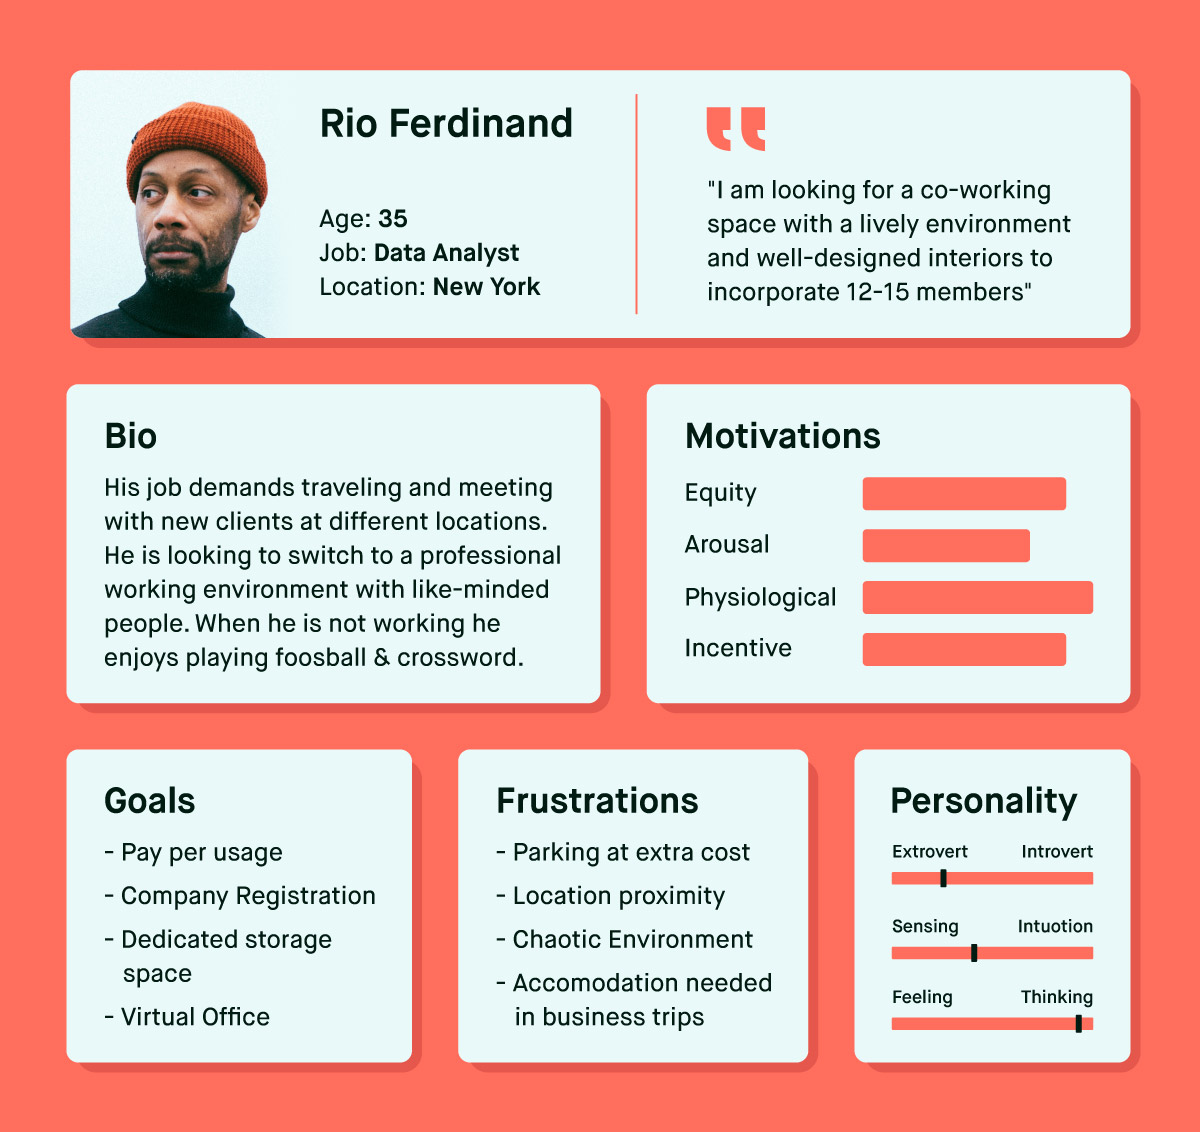 Rio Ferdinand
Age: 35
Job: Data Analyst
Location: New York
"I am looking for a co-working
space with a lively environment
and well-designed interiors to
incorporate 12-15 members"
Bio
His job demands traveling and meeting
with new clients at different locations.
He is looking to switch to a professional
working environment with like-minded
people. When he is not working he
enjoys playing foosball & crossword.
Motivations
Equity
Arousal
Physiological
Incentive
Goals
- Pay per usage
- Company Registration
- Dedicated storage
space
- Virtual Office
Frustrations
- Parking at extra cost
- Location proximity
- Chaotic Environment
- Accomodation needed
in business trips
Personality
Extrovert Introvert
Sensing Intuotion
Feeling Thinking